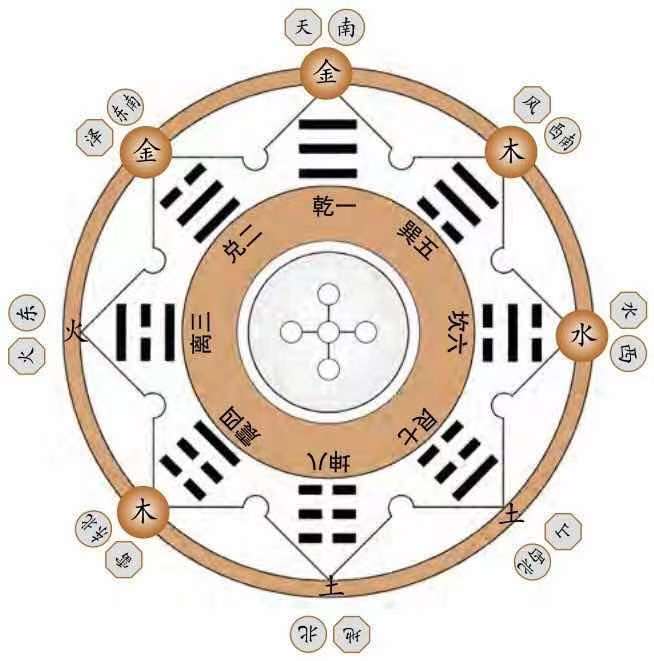 天 南
金
泽 东南
金
风 西南
木
乾一
兑二
巽五
东
火
火
离三
坎六
水
水
西
震四
艮七
坤八
木
东北
雷
土
山
西北
土
北 地